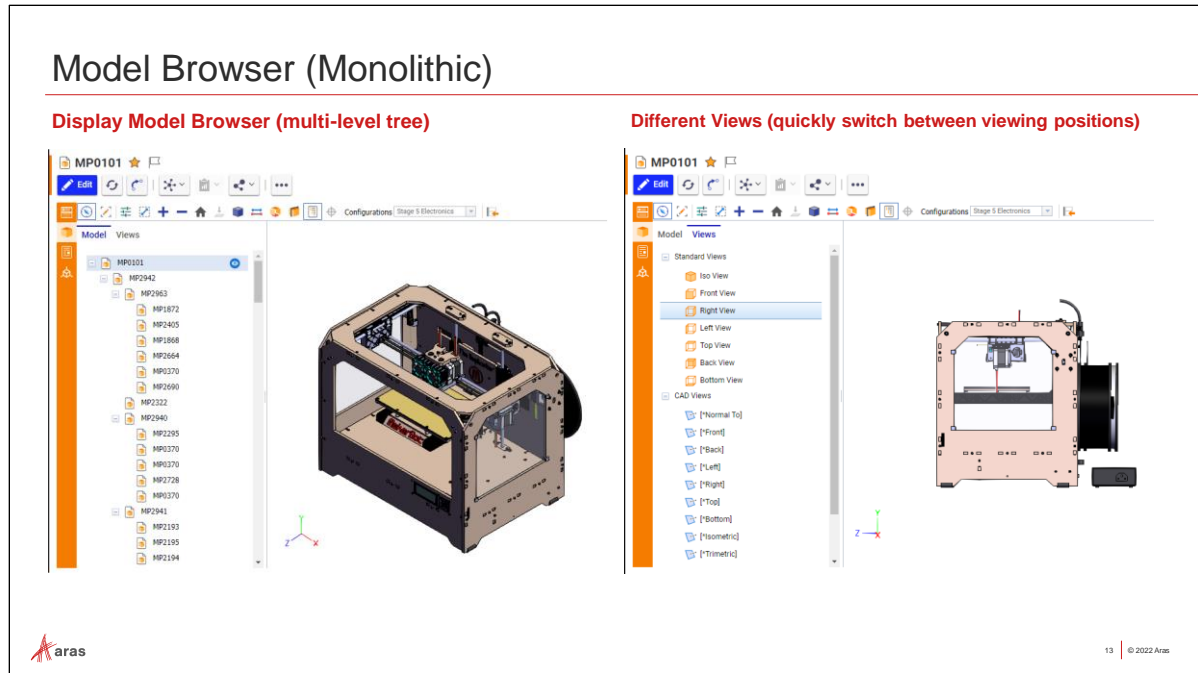 Model Browser (Monolithic)
Display Model Browser (multi-level tree)
MP0101
Edit
Configurations Stage 5 Electronics
Model Views
MP0101
MP2942
MP2963
MP1872
MP2405
MP1868
MP2664
MP0370
MP2690
MP2322
MP2940
MP2295
MP0370
MP0370
MP2728
MP0370
MP2941
MP2193
MP2195
MP2194
Y
Z X
Different Views (quickly switch between viewing positions)
MP0101
Edit
Configurations Stage 5 Electronics
Model Views
Standard Views
Iso View
Front View
Right View
Left View
Top View
Back View
Bottom View
CAD Views
[*Normal To]
[*Front]
[*Back]
[*Left]
[*Right]
[*Top]
[*Bottom]
[*Isometric]
[*Trimetric]
Y
Z X
aras
13 © 2022 Aras